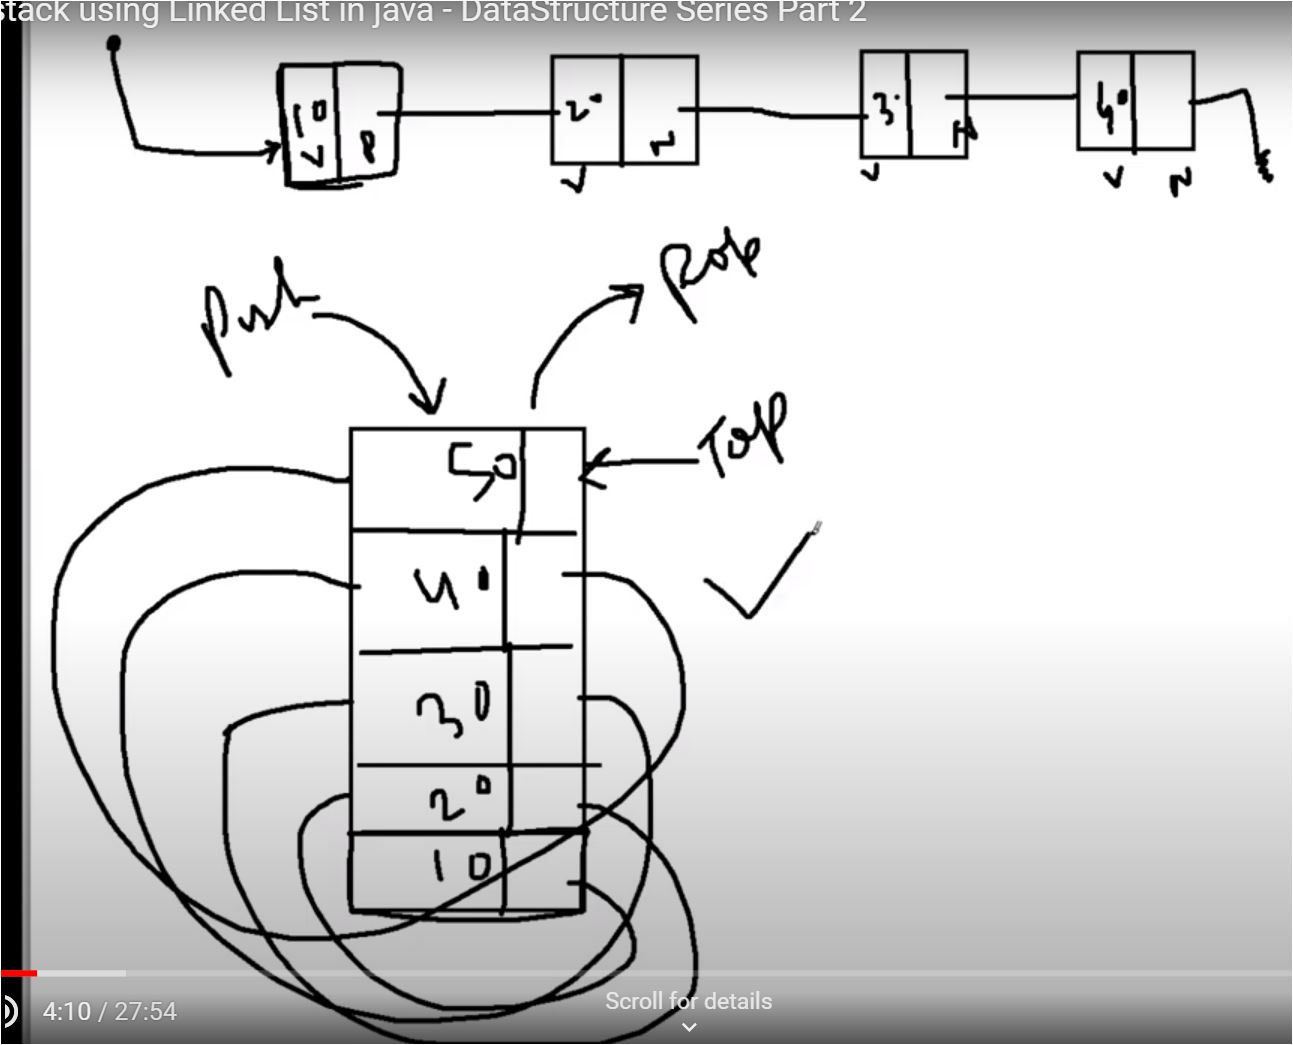 stack using Linked List in java - DataStructure Series Part 2
10 20 30 40
V P V N V N V N
Push Pop
50 Top
40
30
20
10
4:10 / 27:54
Scroll for details